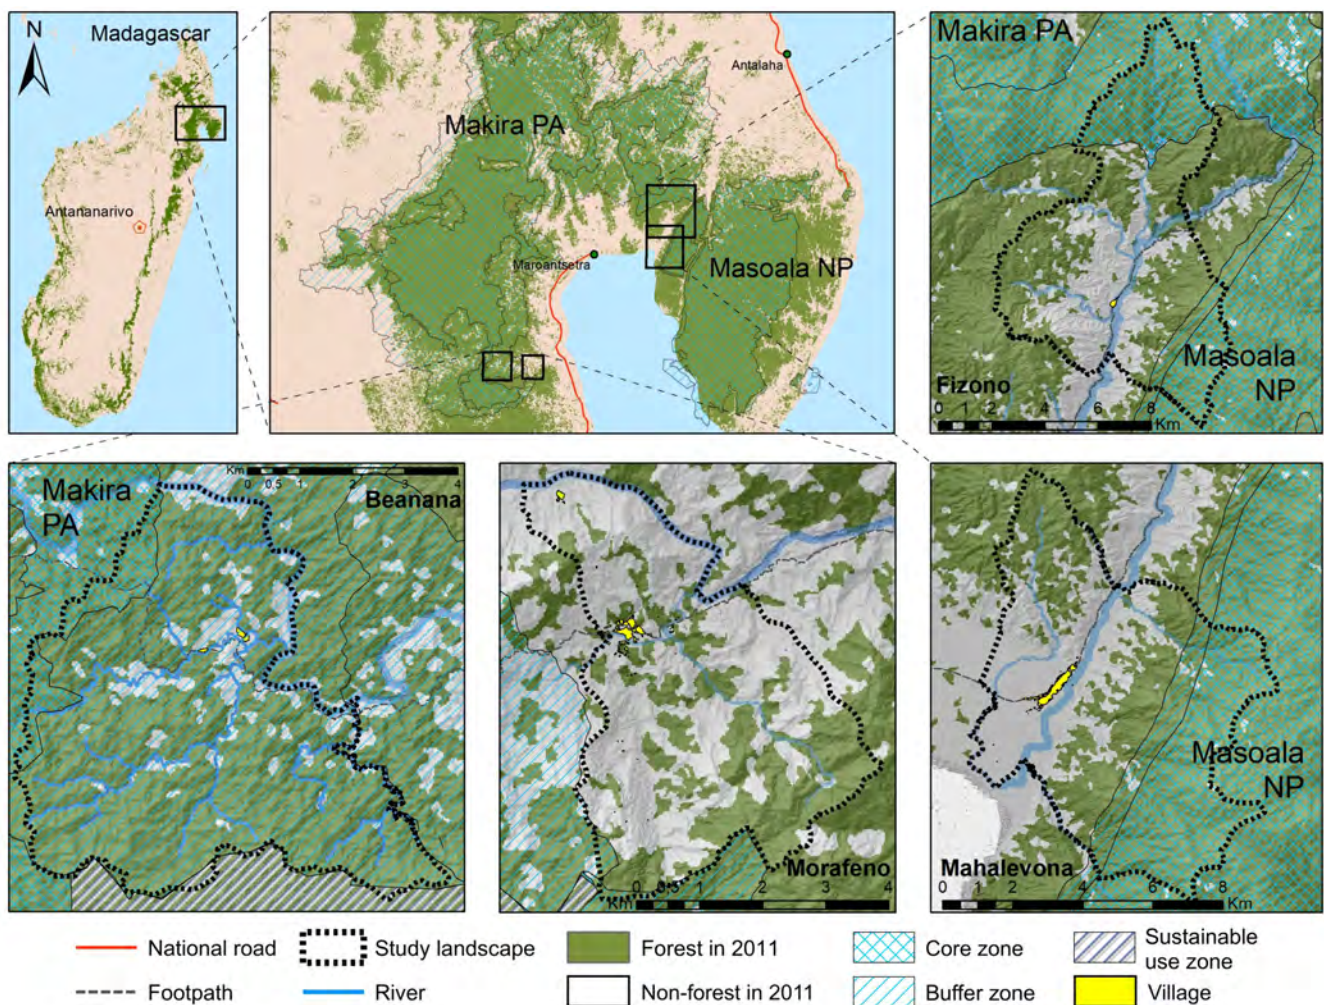 N
Madagascar
Antananarivo
Makira PA
Antalaha
Maroantsetra
Masoala NP
Makira PA
Masoala
NP
Fizono
0 1 2 4 6 8
Km
Makira
PA
Km
0 0.5 1 2 3 4
Beanana
Morafeno
0 0.5 1 2 3 4
Km
Masoala
NP
Mahalevona
0 1 2 4 6 8
Km
National road
Study landscape
Forest in 2011
Core zone
Sustainable
use zone
Footpath
River
Non-forest in 2011
Buffer zone
Village